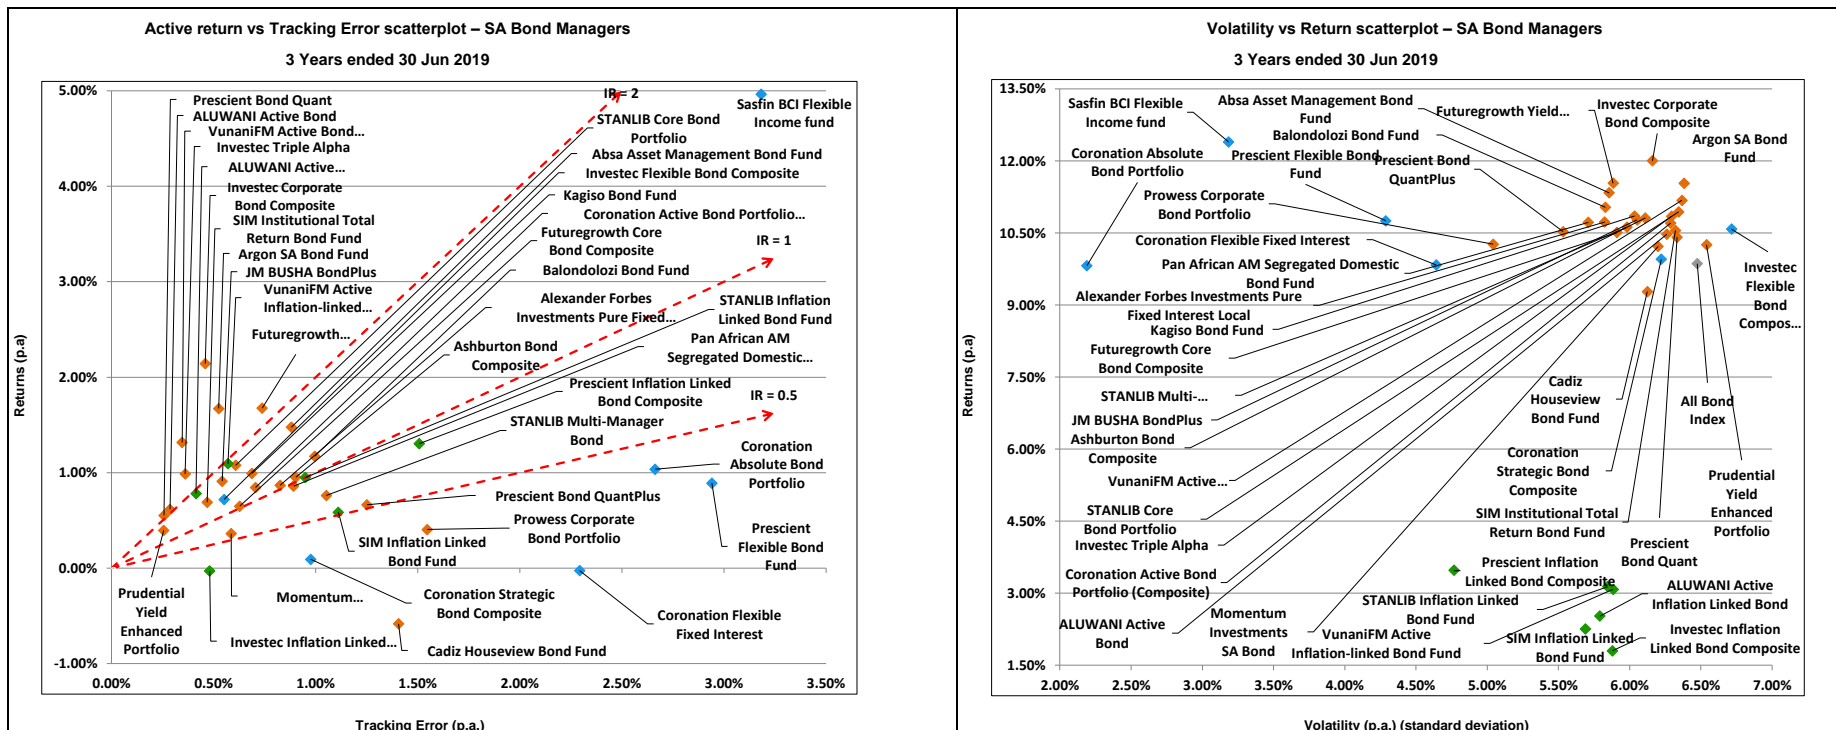 Active return vs Tracking Error scatterplot – SA Bond Managers
3 Years ended 30 Jun 2019
5.00%
4.00%
3.00%
2.00%
1.00%
0.00%
-1.00%
Returns (p.a)
0.00%
0.50%
1.00%
1.50%
2.00%
2.50%
3.00%
3.50%
Tracking Error (p.a.)
IR = 2
IR = 1
IR = 0.5
Prescient Bond Quant
ALUWANI Active Bond
VunaniFM Active Bond...
Investec Triple Alpha
ALUWANI Active...
Investec Corporate
Bond Composite
SIM Institutional Total
Return Bond Fund
Argon SA Bond Fund
JM BUSHA BondPlus
VunaniFM Active
Inflation-linked...
Futuregrowth...
Sasfin BCI Flexible
Income fund
STANLIB Core Bond
Portfolio
Absa Asset Management Bond Fund
Investec Flexible Bond Composite
Kagiso Bond Fund
Coronation Active Bond Portfolio...
Futuregrowth Core
Bond Composite
Balondolozi Bond Fund
Alexander Forbes
Investments Pure Fixed...
STANLIB Inflation
Linked Bond Fund
Pan African AM
Segregated Domestic...
Ashburton Bond
Composite
Prescient Inflation Linked
Bond Composite
STANLIB Multi-Manager
Bond
Coronation
Absolute Bond
Portfolio
Prescient Bond QuantPlus
Prowess Corporate
Bond Portfolio
Prescient
Flexible Bond
Fund
SIM Inflation Linked
Bond Fund
Prudential
Yield
Enhanced
Portfolio
Momentum...
Coronation Strategic
Bond Composite
Coronation Flexible
Fixed Interest
Investec Inflation Linked...
Cadiz Houseview Bond Fund
Volatility vs Return scatterplot – SA Bond Managers
3 Years ended 30 Jun 2019
13.50%
12.00%
10.50%
9.00%
7.50%
6.00%
4.50%
3.00%
1.50%
Returns (p.a)
2.00%
2.50%
3.00%
3.50%
4.00%
4.50%
5.00%
5.50%
6.00%
6.50%
7.00%
Volatility (p.a.) (standard deviation)
Sasfin BCI Flexible
Income fund
Absa Asset Management Bond
Fund
Futuregrowth Yield...
Investec Corporate
Bond Composite
Balondolozi Bond Fund
Argon SA Bond
Fund
Coronation Absolute
Bond Portfolio
Prescient Flexible Bond
Fund
Prescient Bond
QuantPlus
Prowess Corporate
Bond Portfolio
Coronation Flexible Fixed Interest
Pan African AM Segregated Domestic
Bond Fund
Investec
Flexible
Bond
Compos...
Alexander Forbes Investments Pure
Fixed Interest Local
Kagiso Bond Fund
Futuregrowth Core
Bond Composite
STANLIB Multi-...
JM BUSHA BondPlus
Ashburton Bond
Composite
VunaniFM Active...
STANLIB Core
Bond Portfolio
Investec Triple Alpha
Coronation Active Bond
Portfolio (Composite)
ALUWANI Active
Bond
Momentum
Investments
SA Bond
Cadiz
Houseview
Bond Fund
All Bond
Index
Coronation
Strategic Bond
Composite
Prudential
Yield
Enhanced
Portfolio
SIM Institutional Total
Return Bond Fund
Prescient
Bond Quant
Prescient Inflation
Linked Bond Composite
STANLIB Inflation Linked
Bond Fund
ALUWANI Active
Inflation Linked Bond
VunaniFM Active
Inflation-linked Bond Fund
SIM Inflation Linked
Bond Fund
Investec Inflation
Linked Bond Composite